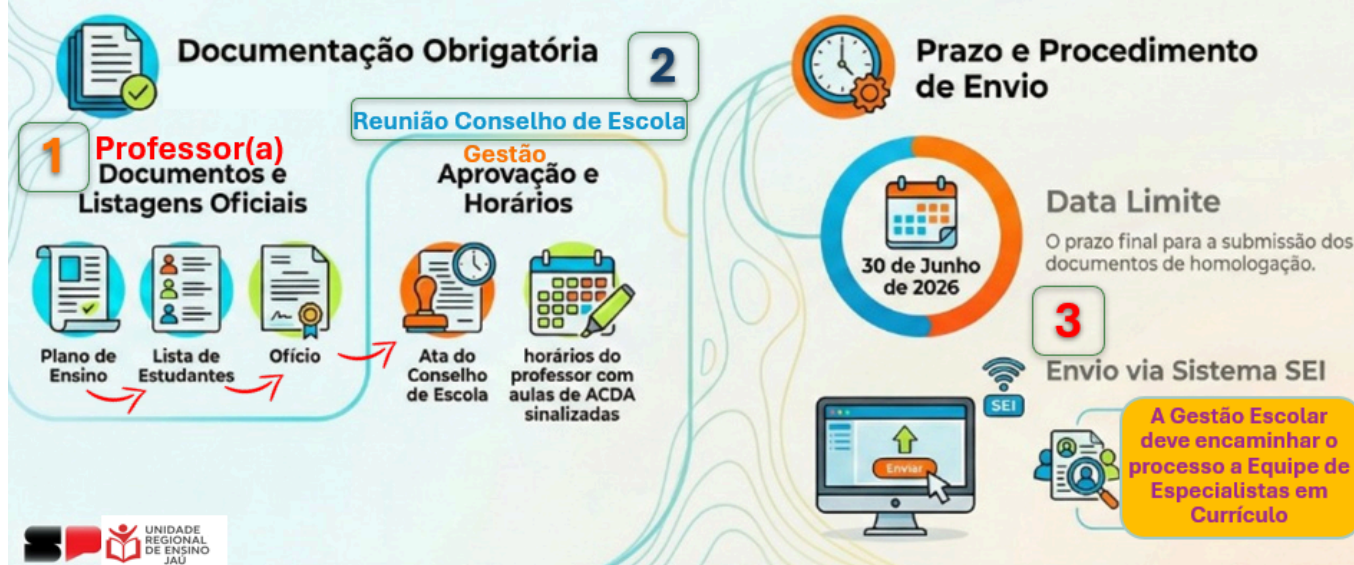 Documentação Obrigatória
2
Reunião Conselho de Escola
1
Professor(a)
Documentos e
Listagens Oficiais
Gestão
Aprovação e
Horários
Plano de
Ensino
Lista de
Estudantes
Ofício
Ata do
Conselho
de Escola
horários do
professor com
aulas de ACDA
sinalizadas
Prazo e Procedimento
de Envio
30 de Junho
de 2026
Data Limite
O prazo final para a submissão dos
documentos de homologação.
3
Envio via Sistema SEI
SEI
Enviar
A Gestão Escolar
deve encaminhar o
processo a Equipe de
Especialistas em
Currículo
SP
UNIDADE
REGIONAL
DE ENSINO
JAÚ